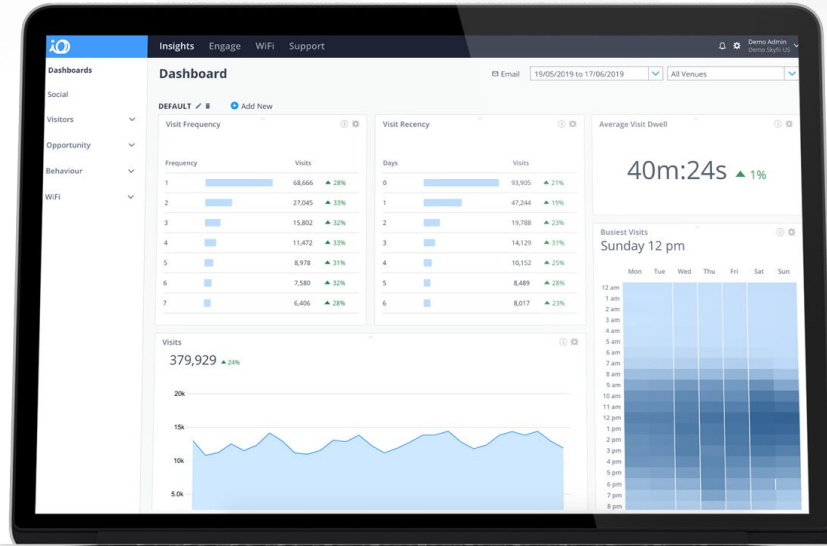 iO
Insights Engage WiFi Support
Demo Admin
Demo Skyfii US
Dashboards
Social
Visitors
Opportunity
Behaviour
WiFi
Dashboard
Email 19/05/2019 to 17/06/2019 All Venues
DEFAULT Add New
Visit Frequency
Frequency Visits
1 68,666 28%
2 27,045 33%
3 15,802 32%
4 11,472 33%
5 8,978 31%
6 7,580 32%
7 6,406 28%
Visit Recency
Days Visits
0 93,905 21%
1 47,244 19%
2 19,788 23%
3 14,129 31%
4 10,152 25%
5 8,489 28%
6 8,017 23%
Average Visit Dwell
40m:24s 1%
Busiest Visits
Sunday 12 pm
Mon Tue Wed Thu Fri Sat Sun
12 am
1 am
2 am
3 am
4 am
5 am
6 am
7 am
8 am
9 am
10 am
11 am
12 pm
1 pm
2 pm
3 pm
4 pm
5 pm
6 pm
7 pm
8 pm
Visits
379,929 24%
20k
15k
10k
5.0k